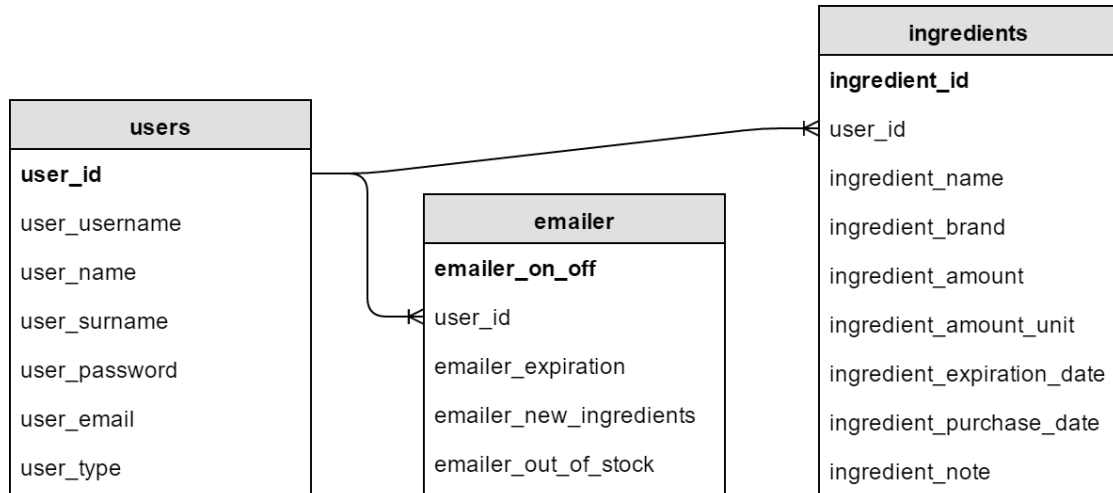 users
user_id
user_username
user_name
user_surname
user_password
user_email
user_type
emailer
emailer_on_off
user_id
emailer_expiration
emailer_new_ingredients
emailer_out_of_stock
ingredients
ingredient_id
user_id
ingredient_name
ingredient_brand
ingredient_amount
ingredient_amount_unit
ingredient_expiration_date
ingredient_purchase_date
ingredient_note